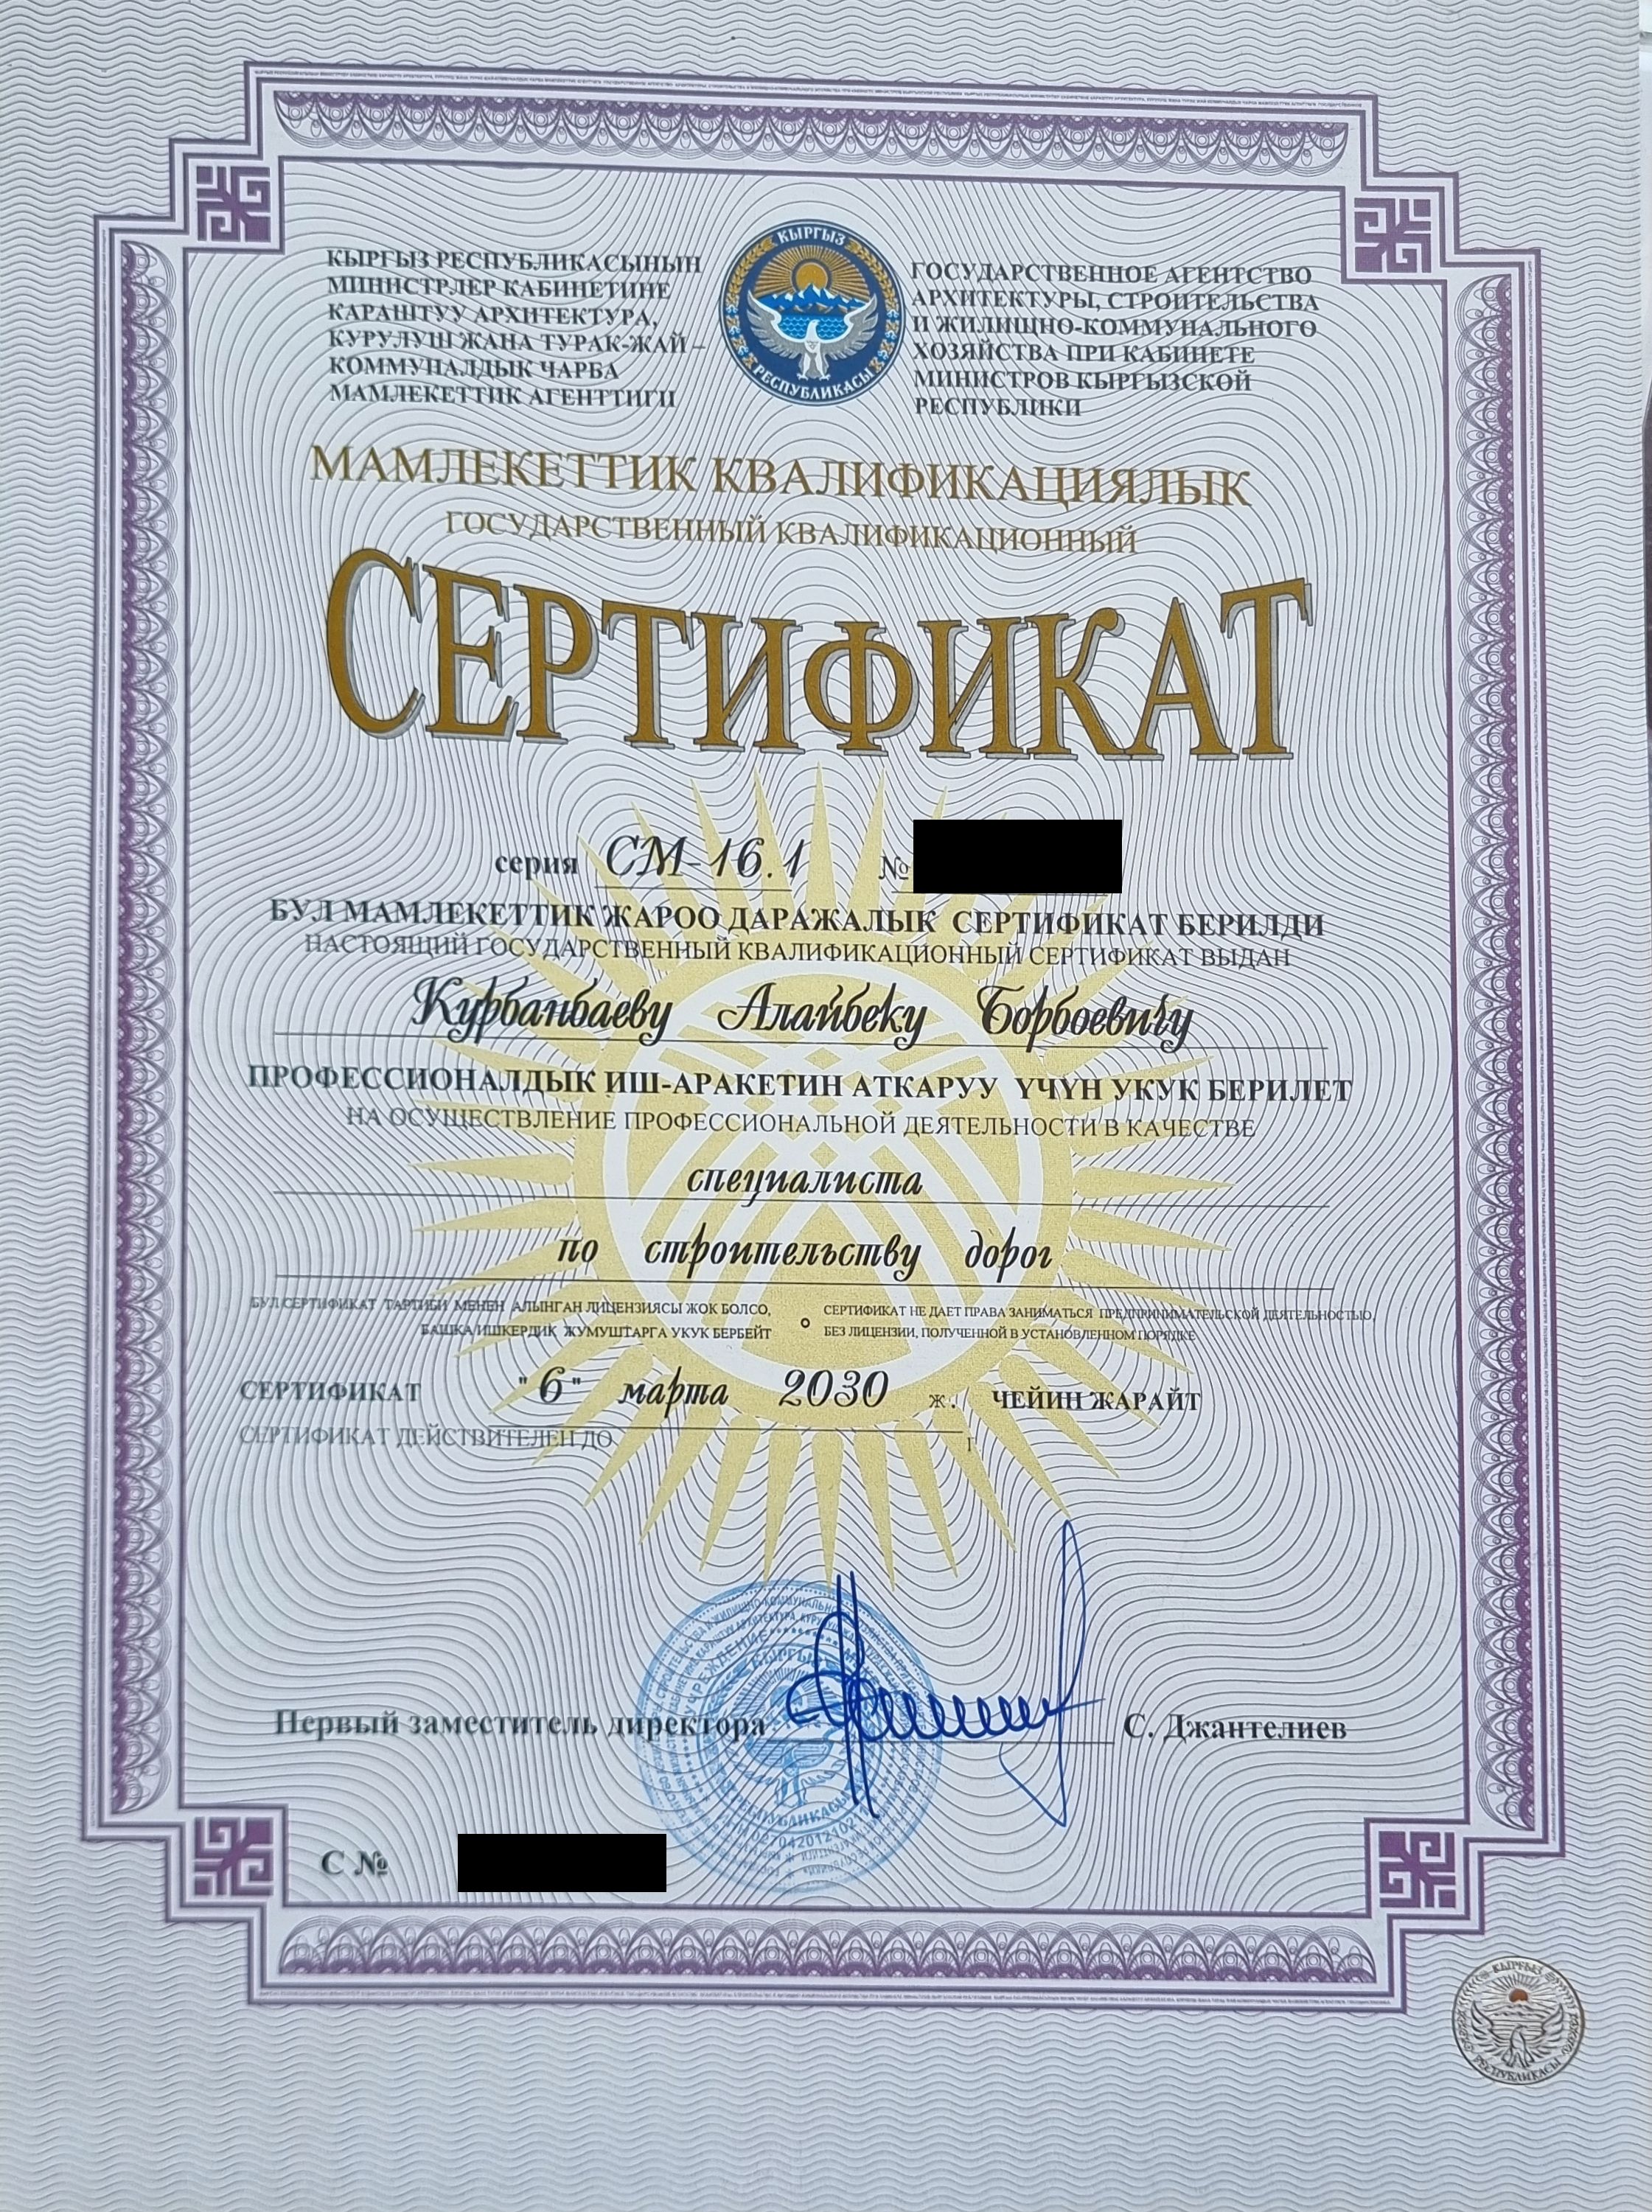 КЫРГЫЗ РЕСПУБЛИКАСЫНЫН
МИНИСТРЛЕР КАБИНЕТИНЕ
КАРАШТУУ АРХИТЕКТУРА,
КУРУЛУШ ЖАНА ТУРАК-ЖАЙ –
КОММУНАЛДЫК ЧАРБА
МАМЛЕКЕТТИК АГЕНТТИГИ
КЫРГЫЗ
РЕСПУБЛИКАСЫ
ГОСУДАРСТВЕННОЕ АГЕНТСТВО
АРХИТЕКТУРЫ, СТРОИТЕЛЬСТВА
И ЖИЛИЩНО-КОММУНАЛЬНОГО
ХОЗЯЙСТВА ПРИ КАБИНЕТЕ
МИНИСТРОВ КЫРГЫЗСКОЙ
РЕСПУБЛИКИ
МАМЛЕКЕТТИК КВАЛИФИКАЦИЯЛЫК
ГОСУДАРСТВЕННЫЙ КВАЛИФИКАЦИОННЫЙ
СЕРТИФИКАТ
серия СМ-16.1 №
БУЛ МАМЛЕКЕТТИК ЖАРОО ДАРАЖАЛЫК СЕРТИФИКАТ БЕРИЛДИ
НАСТОЯЩИЙ ГОСУДАРСТВЕННЫЙ КВАЛИФИКАЦИОННЫЙ СЕРТИФИКАТ ВЫДАН
Курбанбаеву Алайбеку Борбоевичу
ПРОФЕССИОНАЛДЫК ИШ-АРАКЕТИН АТКАРУУ ҮЧҮН УКУК БЕРИЛЕТ
НА ОСУЩЕСТВЛЕНИЕ ПРОФЕССИОНАЛЬНОЙ ДЕЯТЕЛЬНОСТИ В КАЧЕСТВЕ
специалиста
по строительству дорог
БУЛ СЕРТИФИКАТ ТАРТИБИ МЕНЕН АЛЫНГАН ЛИЦЕНЗИЯСЫ ЖОК БОЛСО,
БАШКА ИШКЕРДИК ЖУМУШТАРГА УКУК БЕРБЕЙТ
СЕРТИФИКАТ НЕ ДАЕТ ПРАВА ЗАНИМАТЬСЯ ПРЕДПРИНИМАТЕЛЬСКОЙ ДЕЯТЕЛЬНОСТЬЮ,
БЕЗ ЛИЦЕНЗИИ, ПОЛУЧЕННОЙ В УСТАНОВЛЕННОМ ПОРЯДКЕ
СЕРТИФИКАТ "6" марта 2030 ж. ЧЕЙИН ЖАРАЙТ
СЕРТИФИКАТ ДЕЙСТВИТЕЛЕН ДО г.
Первый заместитель директора С. Джантелиев
С №
КЫРГЫЗ
РЕСПУБЛИКАСЫ